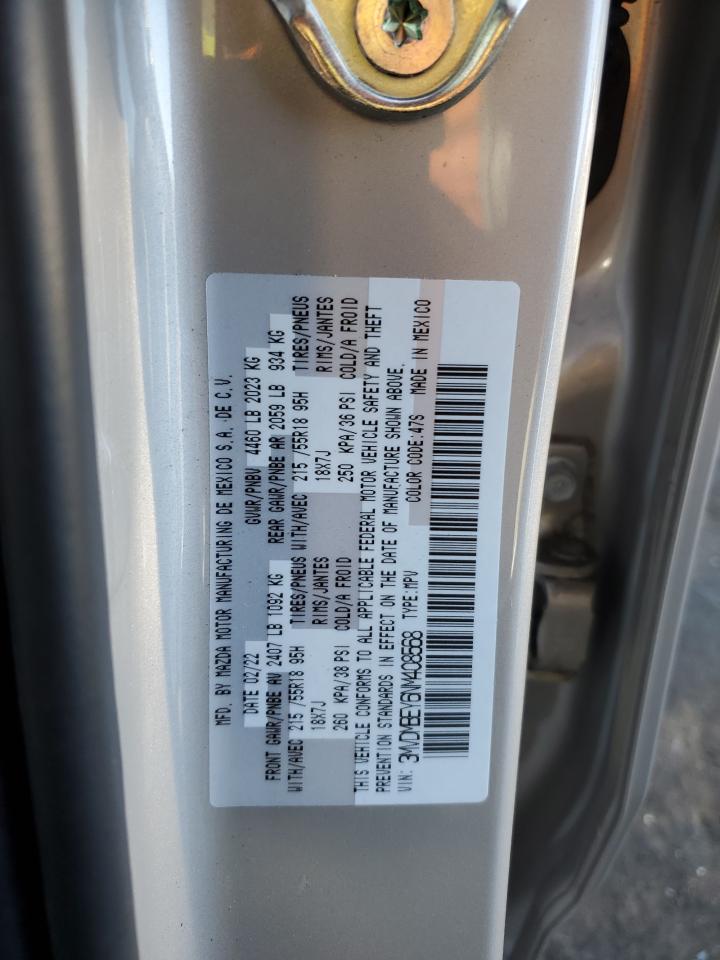 MFD. BY MAZDA MOTOR MANUFACTURING DE MEXICO S.A. DE C.V.
DATE 02/22 GVWR/PNBV 4460 LB 2023 KG
FRONT GAWR/PNBE AV 2407 LB 1092 KG REAR GAWR/PNBE AR 2059 LB 934 KG
WITH/AVEC 215 /55R18 95H TIRES/PNEUS WITH/AVEC 215 /55R18 95H TIRES/PNEUS
18X7J RIMS/JANTES 18X7J RIMS/JANTES
260 KPA/38 PSI COLD/A FROID 250 KPA/36 PSI COLD/A FROID
THIS VEHICLE CONFORMS TO ALL APPLICABLE FEDERAL MOTOR VEHICLE SAFETY AND THEFT
PREVENTION STANDARDS IN EFFECT ON THE DATE OF MANUFACTURE SHOWN ABOVE.
VIN: 3MVDMBEY6NM408568 TYPE:MPV COLOR CODE:47S MADE IN MEXICO